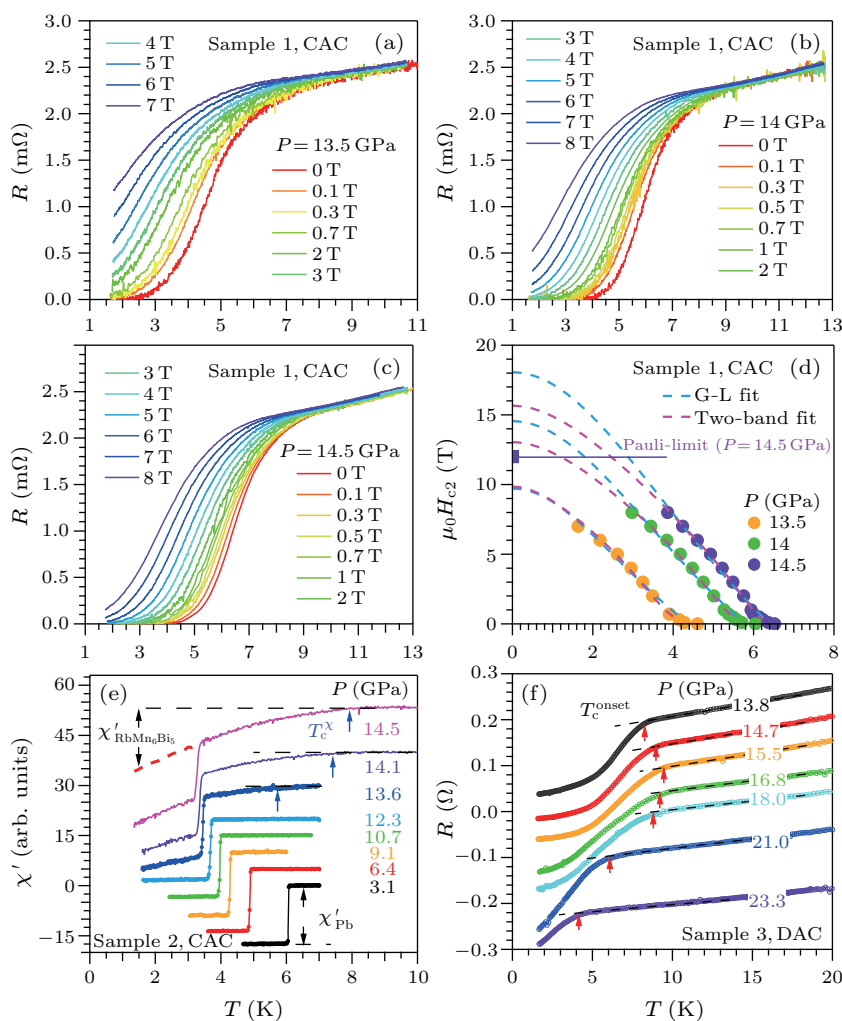 3.0
2.5
2.0
1.5
1.0
0.5
0.0
R (mΩ)
4 T
5 T
6 T
7 T
Sample 1, CAC
(a)
P = 13.5 GPa
0 T
0.1 T
0.3 T
0.7 T
2 T
3 T
1 3 5 7 9 11
3.0
2.5
2.0
1.5
1.0
0.5
0.0
R (mΩ)
3 T
4 T
5 T
6 T
7 T
8 T
Sample 1, CAC
(b)
P = 14 GPa
0 T
0.1 T
0.3 T
0.5 T
0.7 T
1 T
2 T
1 3 5 7 9 11 13
2.5
2.0
1.5
1.0
0.5
0.0
R (mΩ)
3 T
4 T
5 T
6 T
7 T
8 T
Sample 1, CAC
(c)
P = 14.5 GPa
0 T
0.1 T
0.3 T
0.5 T
0.7 T
1 T
2 T
1 3 5 7 9 11 13
20
16
12
8
4
0
μ0Hc2 (T)
Sample 1, CAC
(d)
G-L fit
Two-band fit
Pauli-limit (P = 14.5 GPa)
P (GPa)
13.5
14
14.5
0 2 4 6 8
60
45
30
15
0
−15
χ′ (arb. units)
(e)
P (GPa)
χ′RbMn6Bi5
Tcχ
14.5
14.1
13.6
12.3
10.7
9.1
6.4
3.1
χ′Pb
Sample 2, CAC
0 2 4 6 8 10
T (K)
0.3
0.2
0.1
0.0
−0.1
−0.2
−0.3
R (Ω)
(f)
P (GPa)
Tconset
13.8
14.7
15.5
16.8
18.0
21.0
23.3
Sample 3, DAC
0 5 10 15 20
T (K)